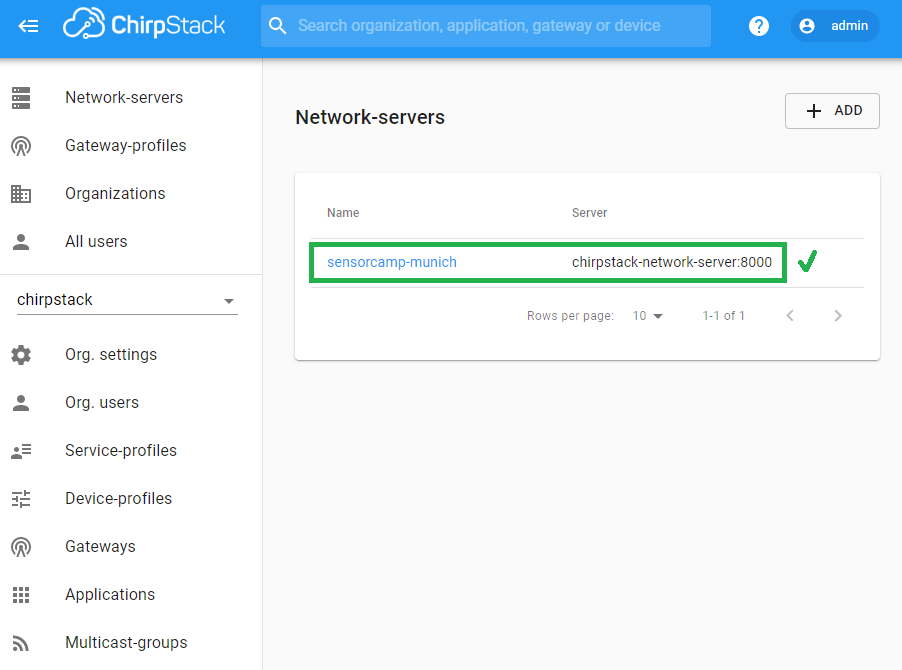 ChirpStack
Search organization, application, gateway or device
? admin
Network-servers
Gateway-profiles
Organizations
All users
chirpstack
Org. settings
Org. users
Service-profiles
Device-profiles
Gateways
Applications
Multicast-groups
Network-servers
+ ADD
Name Server
sensorcamp-munich chirpstack-network-server:8000
Rows per page: 10 1-1 of 1